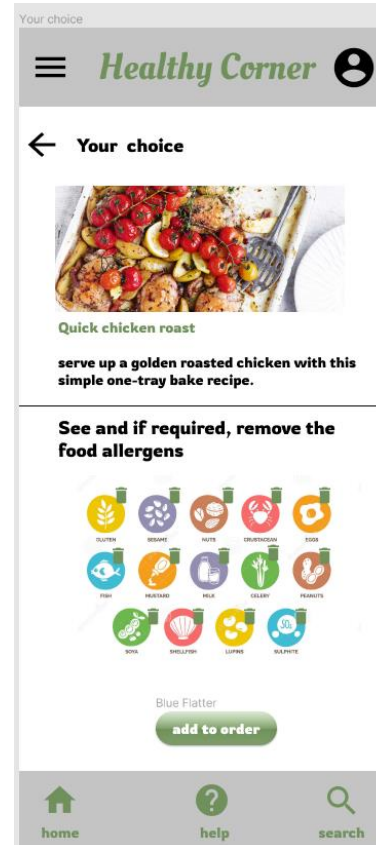 Your choice
Healthy Corner
Your choice
Quick chicken roast
serve up a golden roasted chicken with this
simple one-tray bake recipe.
See and if required, remove the
food allergens
GLUTEN SESAME NUTS CRUSTACEAN EGGS
FISH MUSTARD MILK CELERY PEANUTS
SOYA SHELLFISH LUPINS SULPHITE
SO₂
Blue Flatter
add to order
?
home help search